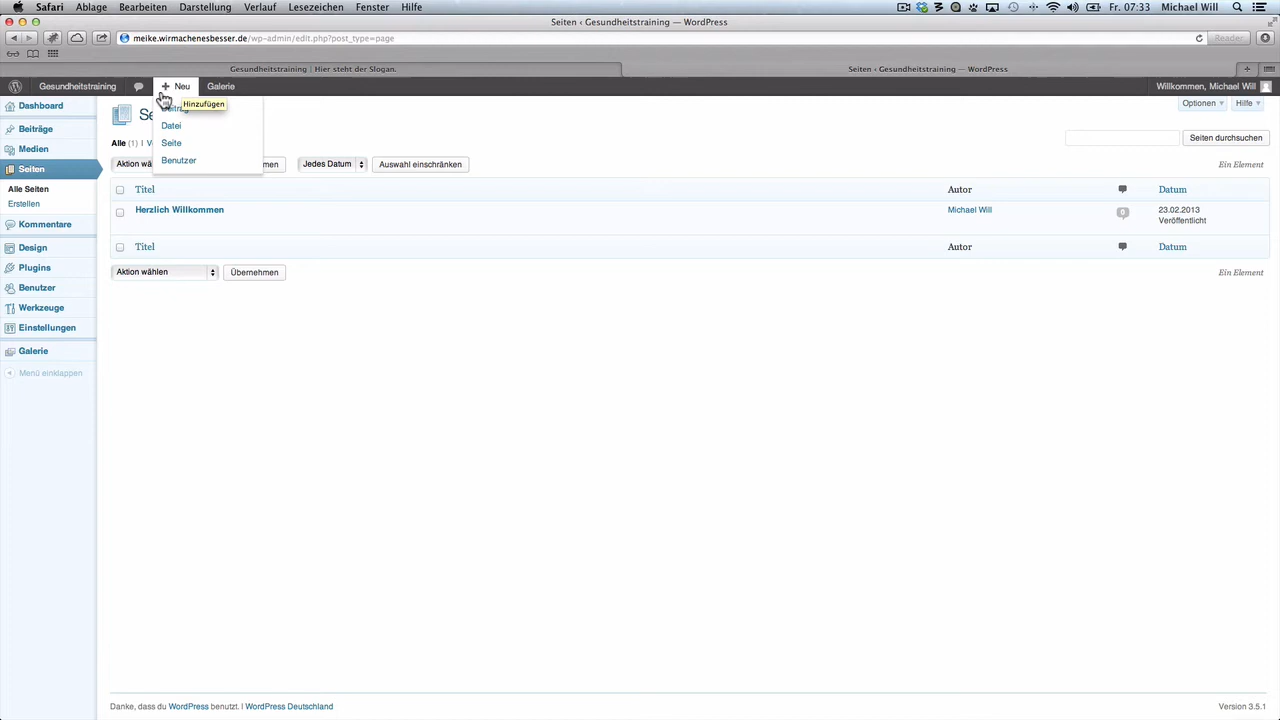 Safari Ablage Bearbeiten Darstellung Verlauf Lesezeichen Fenster Hilfe Fr. 07:33 Michael Will
Seiten ‹ Gesundheitstraining — WordPress
meike.wirmachenesbesser.de/wp-admin/edit.php?post_type=page Reader
Gesundheitstraining | Hier steht der Slogan. Seiten ‹ Gesundheitstraining — WordPress
Gesundheitstraining + Neu Galerie Willkommen, Michael Will
Hinzufügen
Optionen Hilfe
Dashboard
Beiträge
Medien
Seiten
Alle Seiten
Erstellen
Kommentare
Design
Plugins
Benutzer
Werkzeuge
Einstellungen
Galerie
Menü einklappen
Datei
Seite
Benutzer
Alle (1) |
Seiten durchsuchen
Jedes Datum Auswahl einschränken Ein Element
Titel Autor Datum
Herzlich Willkommen Michael Will 0 23.02.2013
Veröffentlicht
Titel Autor Datum
Aktion wählen Übernehmen Ein Element
Danke, dass du WordPress benutzt. | WordPress Deutschland Version 3.5.1